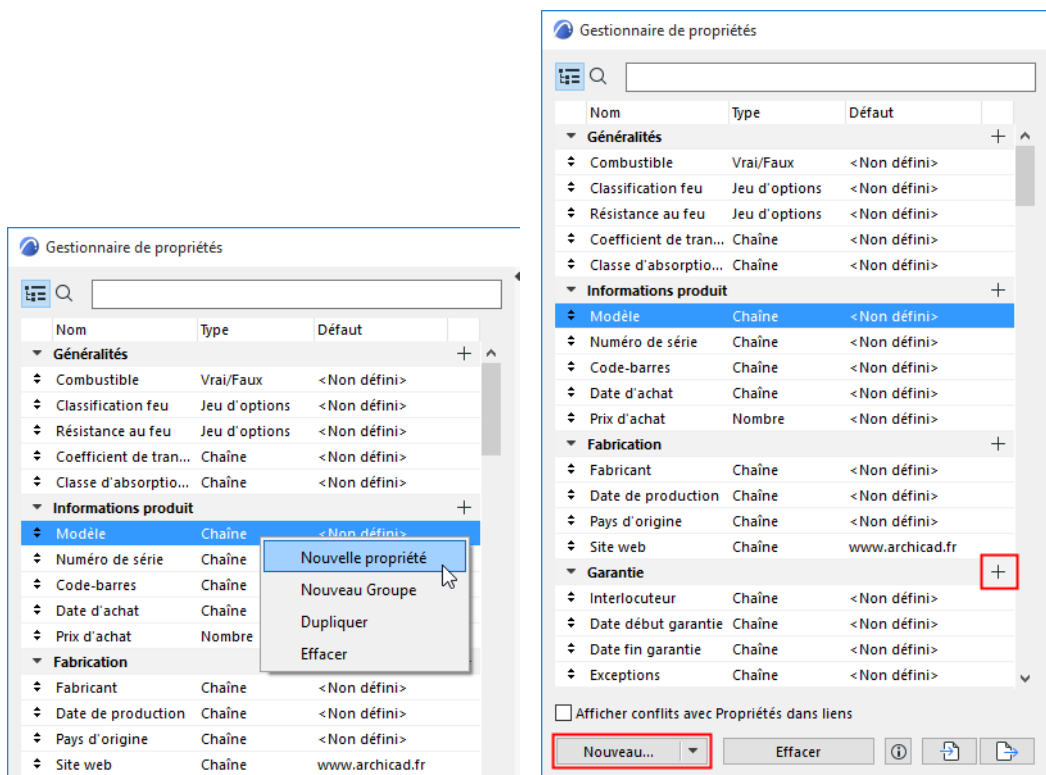 Gestionnaire de propriétés
Nom Type Défaut
Généralités
Combustible Vrai/Faux <Non défini>
Classification feu Jeu d'options <Non défini>
Résistance au feu Jeu d'options <Non défini>
Coefficient de tran... Chaîne <Non défini>
Classe d'absorptio... Chaîne <Non défini>
Informations produit
Modèle Chaîne <Non défini>
Numéro de série Chaîne
Code-barres Chaîne
Date d'achat Chaîne
Prix d'achat Nombre
Nouvelle propriété
Nouveau Groupe
Dupliquer
Effacer
Fabrication
Fabricant Chaîne <Non défini>
Date de production Chaîne <Non défini>
Pays d'origine Chaîne <Non défini>
Site web Chaîne www.archicad.fr
Gestionnaire de propriétés
Nom Type Défaut
Généralités
Combustible Vrai/Faux <Non défini>
Classification feu Jeu d'options <Non défini>
Résistance au feu Jeu d'options <Non défini>
Coefficient de tran... Chaîne <Non défini>
Classe d'absorptio... Chaîne <Non défini>
Informations produit
Modèle Chaîne <Non défini>
Numéro de série Chaîne <Non défini>
Code-barres Chaîne <Non défini>
Date d'achat Chaîne <Non défini>
Prix d'achat Nombre <Non défini>
Fabrication
Fabricant Chaîne <Non défini>
Date de production Chaîne <Non défini>
Pays d'origine Chaîne <Non défini>
Site web Chaîne www.archicad.fr
Garantie
Interlocuteur Chaîne <Non défini>
Date début garantie Chaîne <Non défini>
Date fin garantie Chaîne <Non défini>
Exceptions Chaîne <Non défini>
Afficher conflits avec Propriétés dans liens
Nouveau... Effacer